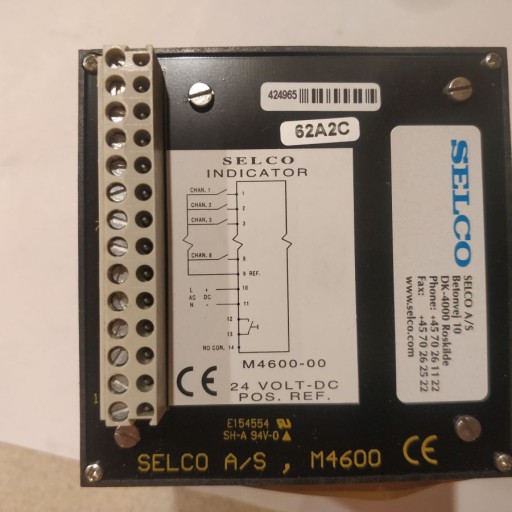 424965
62A2C
SELCO
INDICATOR
CHAN. 1
1
CHAN. 2
2
CHAN. 3
3
CHAN. 8
8
9 REF.
L + 10
AC DC
N - 11
12
13
NO CON. 14
M4600-00
CE
24 VOLT-DC
POS. REF.
SELCO
SELCO A/S
Betonvej 10
DK-4000 Roskilde
Phone: +45 70 26 11 22
Fax: +45 70 26 25 22
www.selco.com
1
E154554
SH-A 94V-0
SELCO A/S , M4600 CE